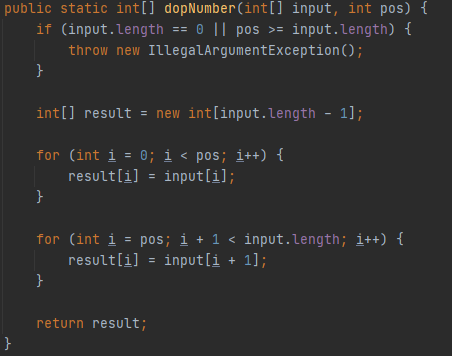 public static int[] dopNumber(int[] input, int pos) {
    if (input.length == 0 || pos >= input.length) {
        throw new IllegalArgumentException();
    }

    int[] result = new int[input.length - 1];

    for (int i = 0; i < pos; i++) {
        result[i] = input[i];
    }

    for (int i = pos; i + 1 < input.length; i++) {
        result[i] = input[i + 1];
    }

    return result;
}